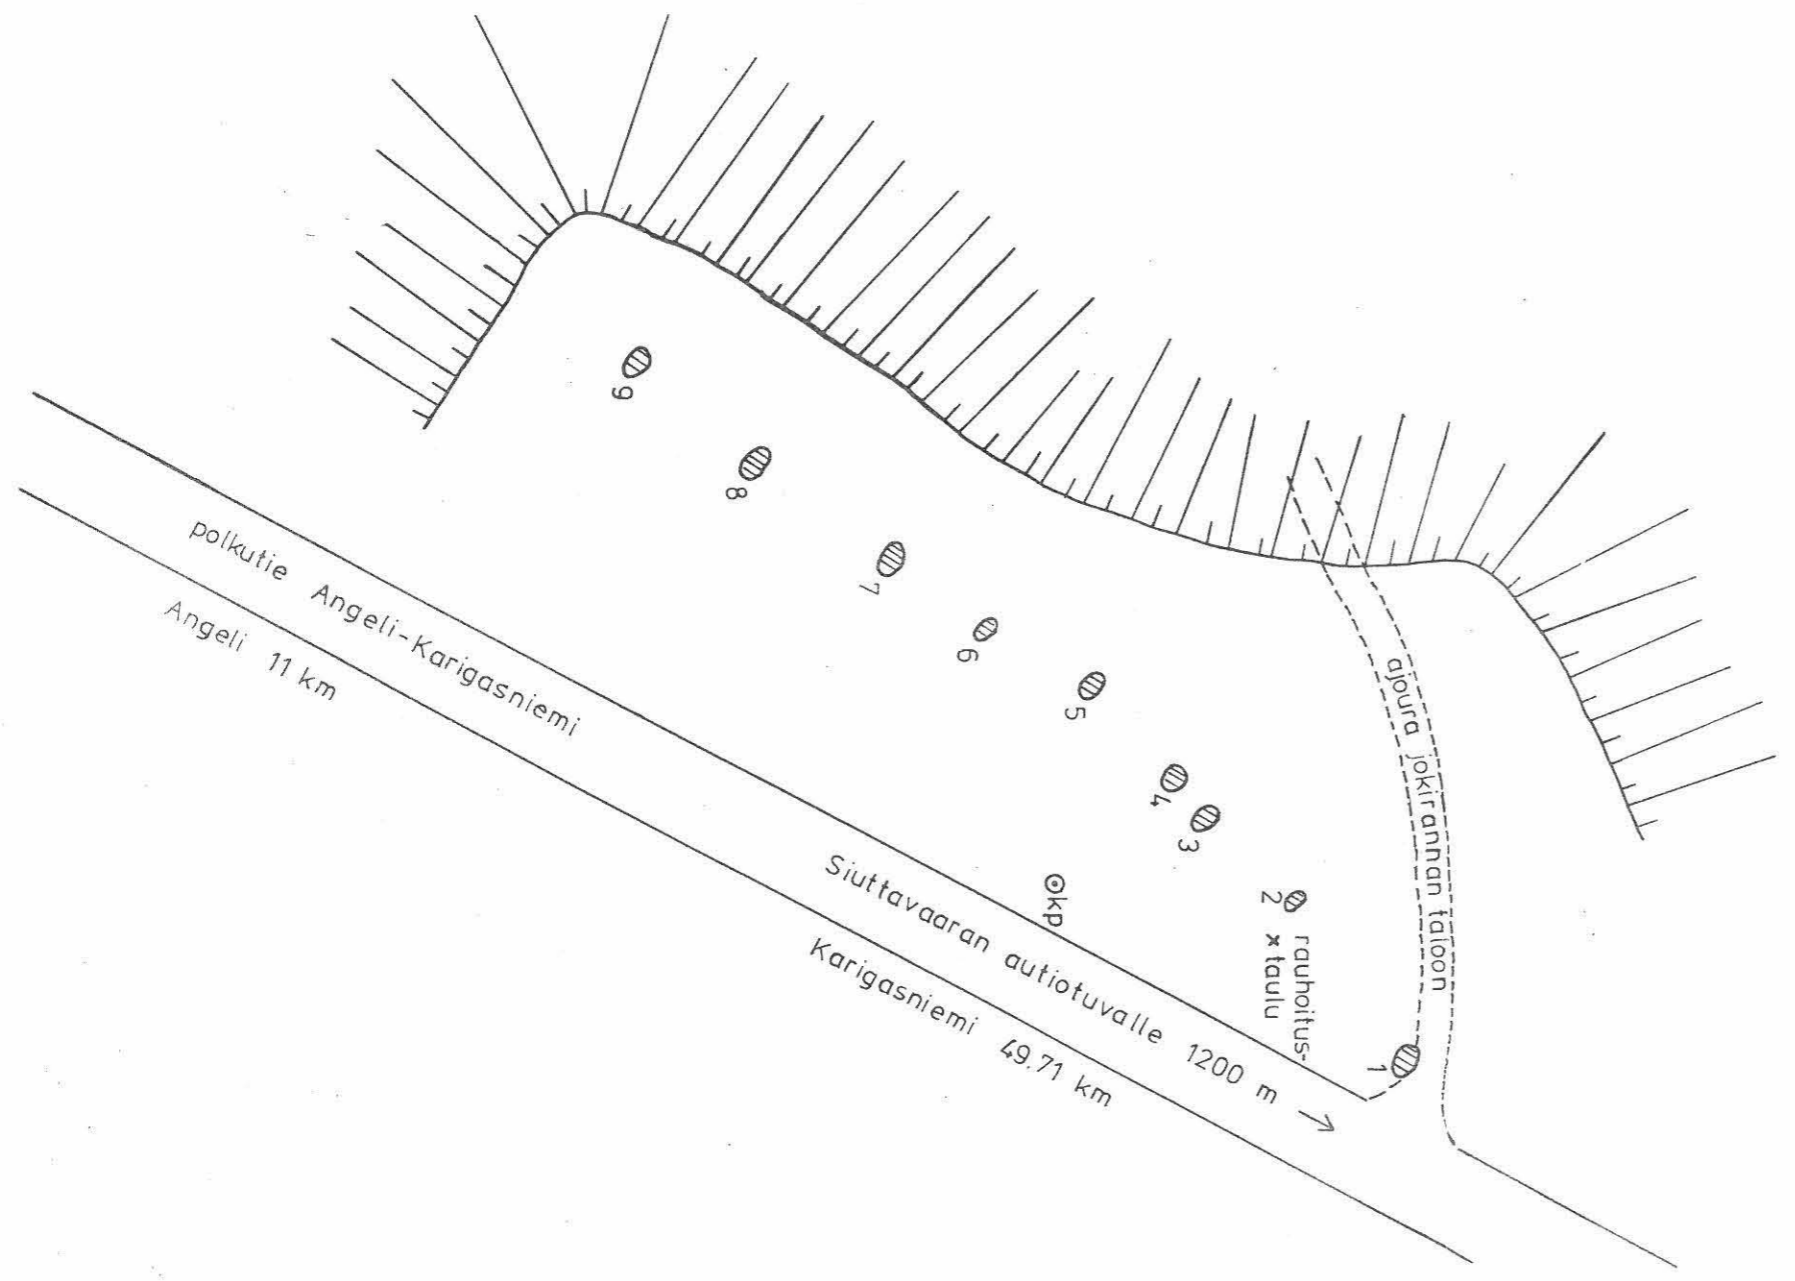 9
8
7
6
5
4
3
2
rauhoitus-
x taulu
1
kp
ajoura jokirannan taloon
polkutie Angeli-Karigasniemi
Angeli 11 km
Siuttavaaran autiotuvalle 1200 m →
Karigasniemi 49.71 km